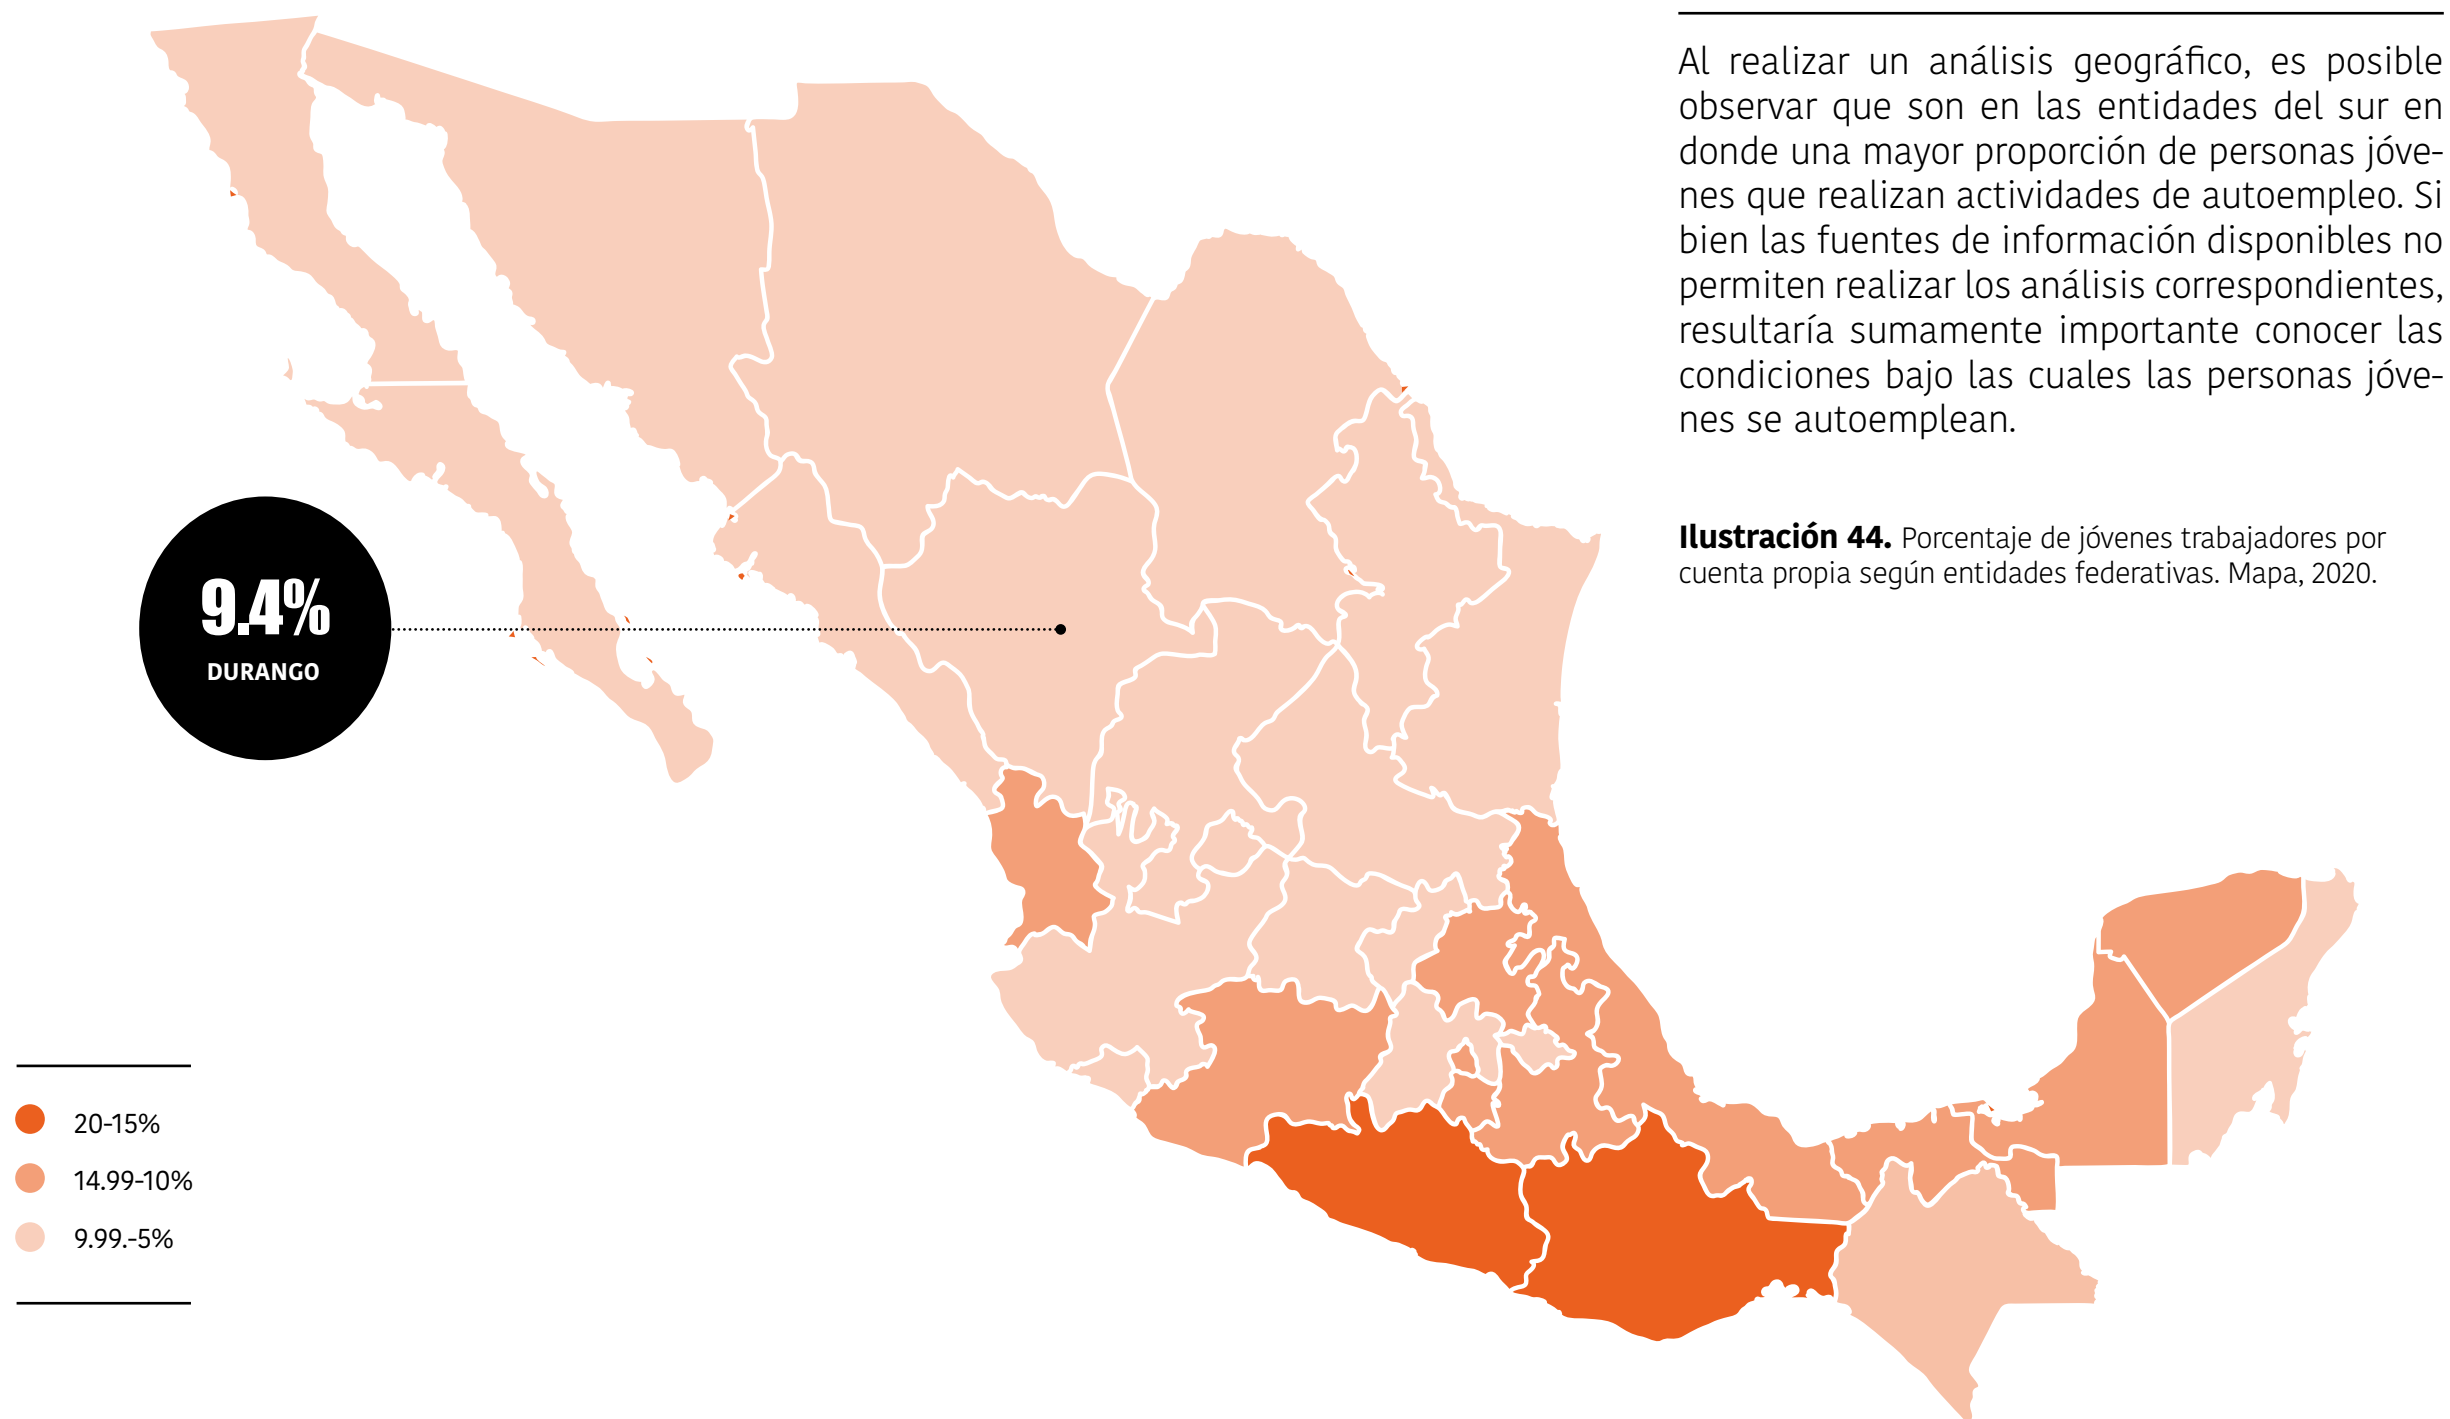 Al realizar un análisis geográfico, es posible
observar que son en las entidades del sur en
donde una mayor proporción de personas jóve-
nes que realizan actividades de autoempleo. Si
bien las fuentes de información disponibles no
permiten realizar los análisis correspondientes,
resultaría sumamente importante conocer las
condiciones bajo las cuales las personas jóve-
nes se autoemplean.
Ilustración 44. Porcentaje de jóvenes trabajadores por
cuenta propia según entidades federativas. Mapa, 2020.
9.4%
DURANGO
20-15%
14.99-10%
9.99.-5%